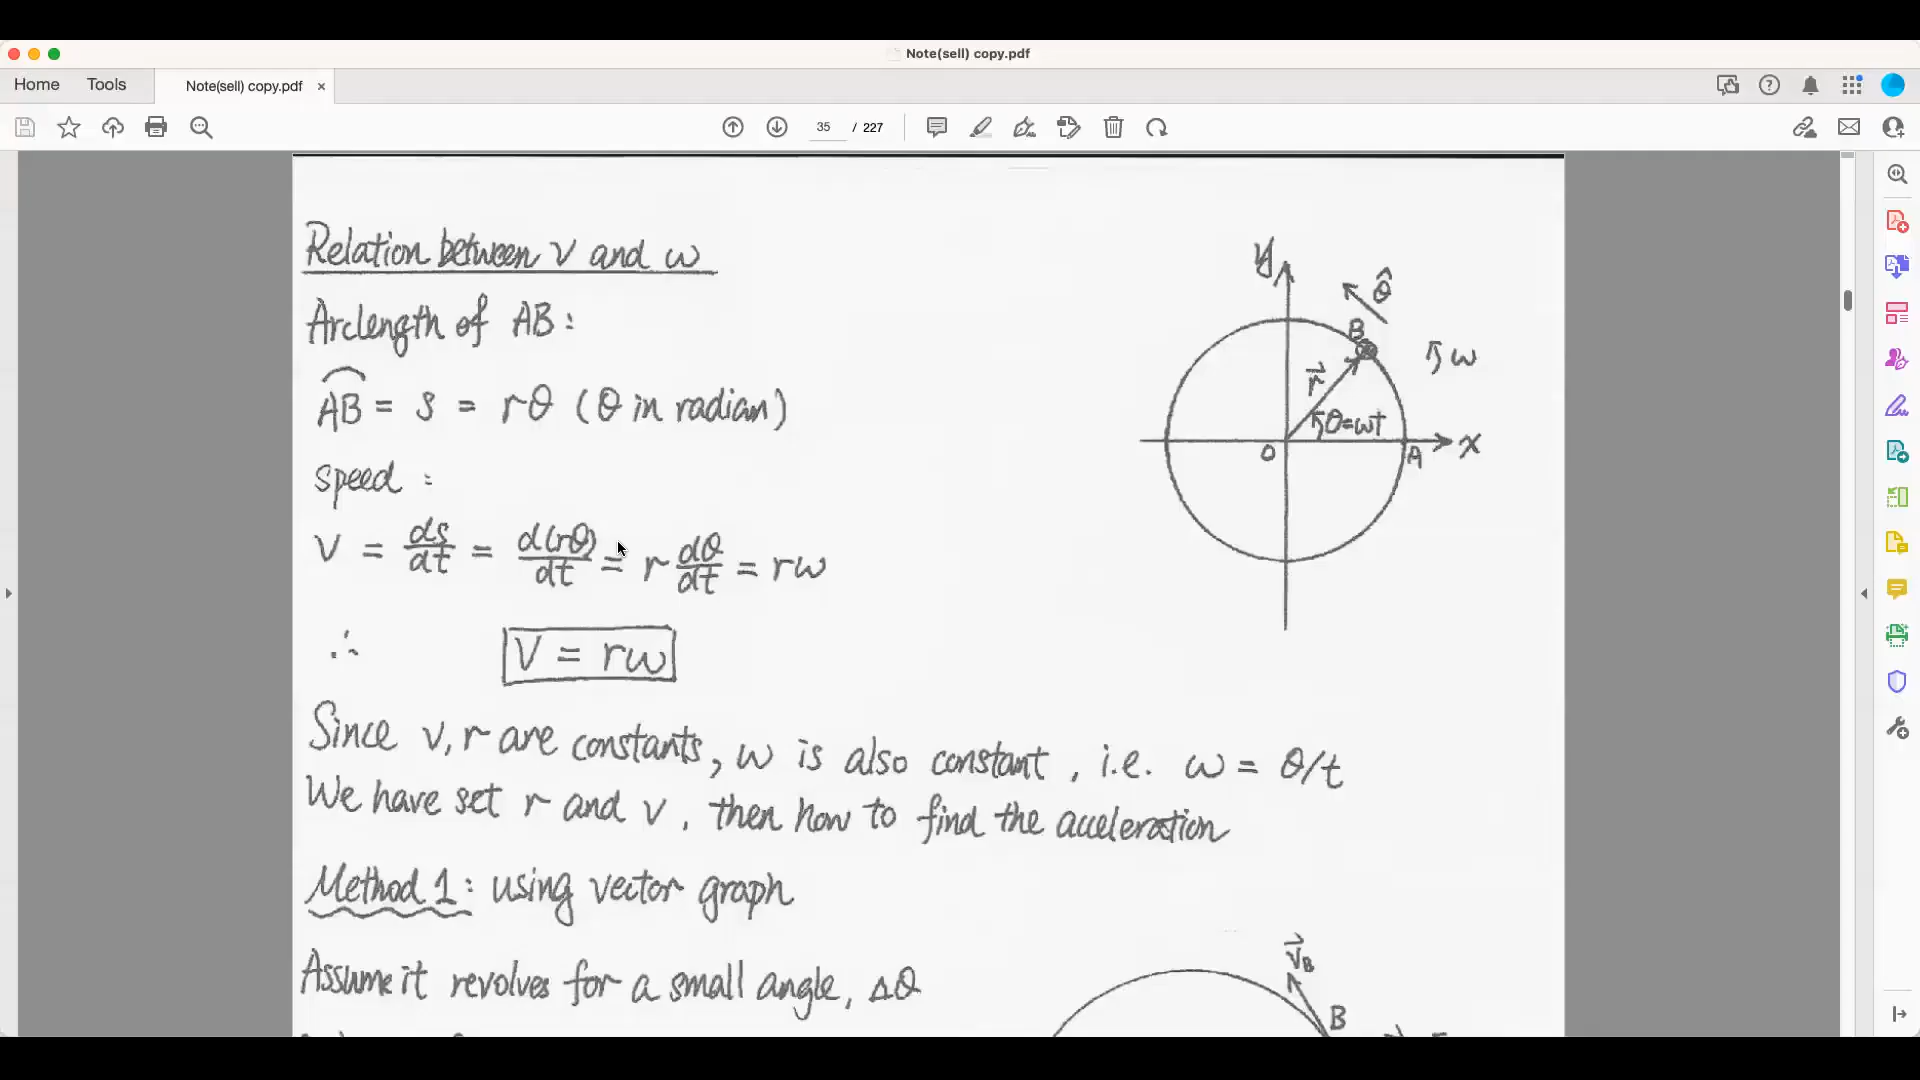 Note(sell) copy.pdf
Home Tools Note(sell) copy.pdf ×
35 / 227
Relation between v and ω
Arclength of AB :
AB = s = rθ (θ in radian)
speed :
v = ds/dt = d(rθ)/dt = r dθ/dt = rω
∴ v = rω
Since v, r are constants, ω is also constant, i.e. ω = θ/t
We have set r and v, then how to find the acceleration
Method 1: using vector graph
Assume it revolves for a small angle, Δθ
y
θ̂
B
ω
r⃗
θ=ωt
O
A
x
v⃗B
B